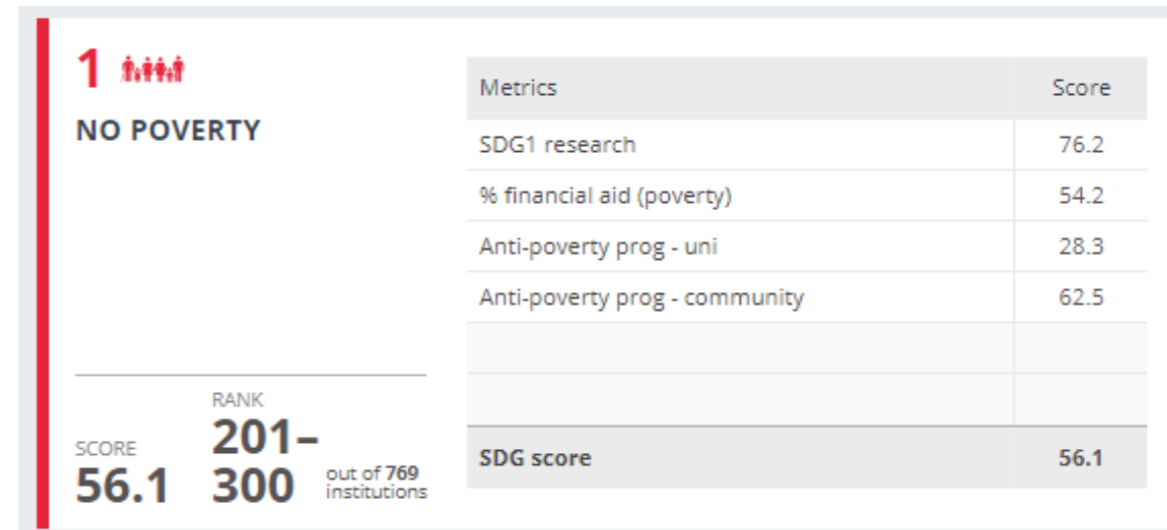 1
NO POVERTY
SCORE
56.1
RANK
201–
300
out of 769
institutions
Metrics Score
SDG1 research 76.2
% financial aid (poverty) 54.2
Anti-poverty prog - uni 28.3
Anti-poverty prog - community 62.5
SDG score 56.1